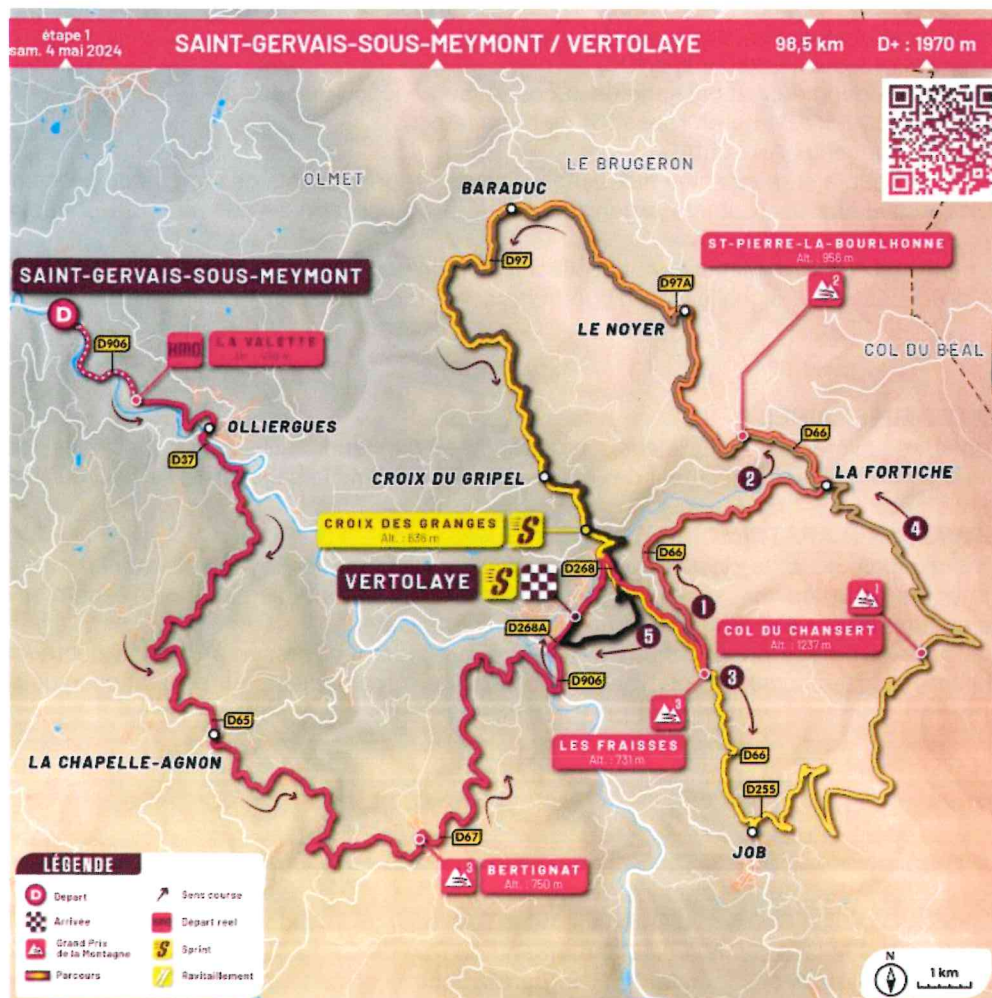 étape 1
sam. 4 mai 2024
SAINT-GERVAIS-SOUS-MEYMONT / VERTOLAYE
98,5 km
D+ : 1970 m
LE BRUGERON
OLMET
BARADUC
ST-PIERRE-LA-BOURLHONNE
Alt. : 956 m
2
D97
SAINT-GERVAIS-SOUS-MEYMONT
D
D97A
LE NOYER
D906
KM0
LA VALETTE
COL DU BÉAL
OLLIERGUES
D66
D37
CROIX DU GRIPEL
2
LA FORTICHE
CROIX DES GRANGES
Alt. : 636 m
S
4
D66
VERTOLAYE
S
D268
1
1
COL DU CHANSERT
Alt. : 1237 m
D268A
5
D906
3
3
LES FRAISSES
Alt. : 731 m
D65
LA CHAPELLE-AGNON
D66
D255
D67
JOB
3
BERTIGNAT
Alt. : 750 m
LÉGENDE
D
Départ
Sens course
Arrivée
KM0
Départ réel
Grand Prix
de la Montagne
S
Sprint
Parcours
Ravitaillement
N
1 km